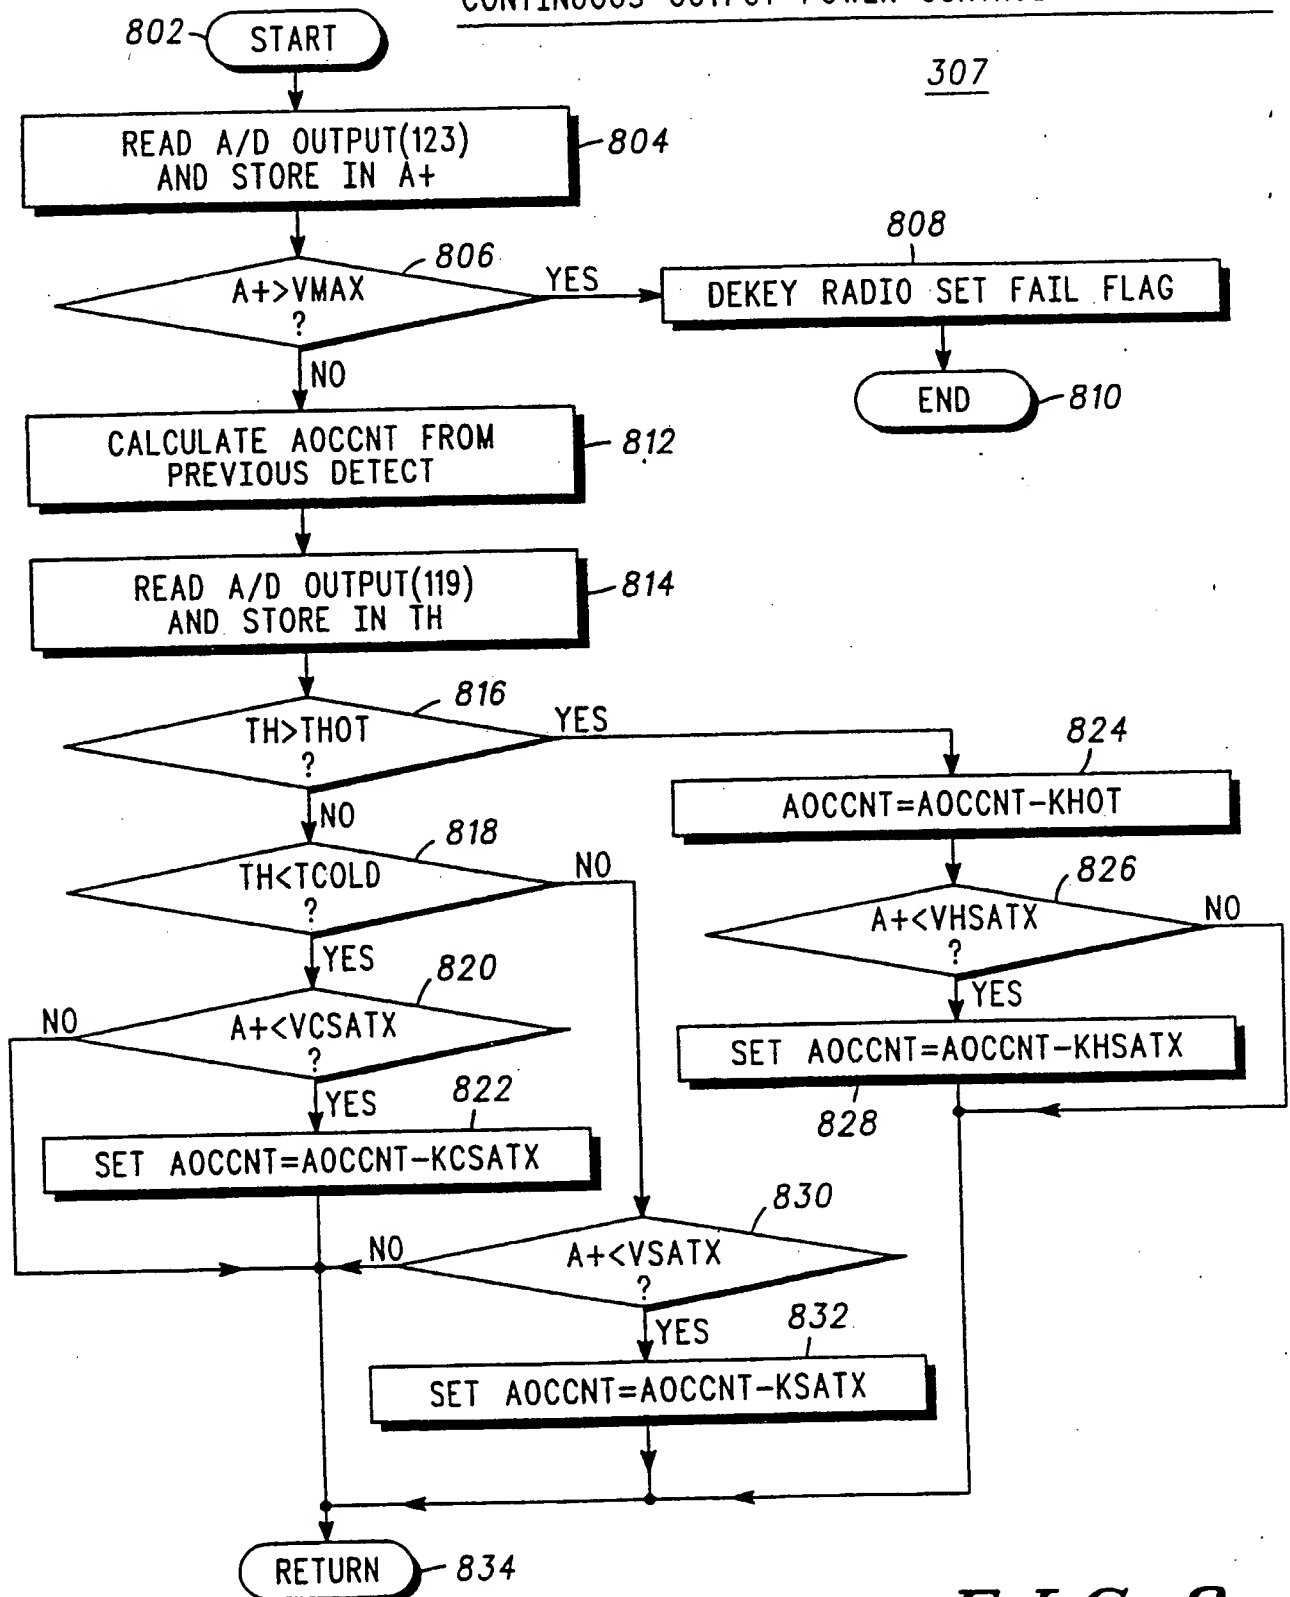 CONTINUOUS OUTPUT POWER CONTROL
802
START
307
READ A/D OUTPUT(123)
AND STORE IN A+
804
806
A+>VMAX
?
YES
808
DEKEY RADIO SET FAIL FLAG
NO
END
810
CALCULATE AOCCNT FROM
PREVIOUS DETECT
812
READ A/D OUTPUT(119)
AND STORE IN TH
814
816
TH>THOT
?
YES
824
AOCCNT=AOCCNT-KHOT
NO
818
TH<TCOLD
?
NO
826
A+<VHSATX
?
NO
YES
820
NO
A+<VCSATX
?
YES
SET AOCCNT=AOCCNT-KHSATX
828
YES
822
SET AOCCNT=AOCCNT-KCSATX
830
NO
A+<VSATX
?
YES
832
SET AOCCNT=AOCCNT-KSATX
RETURN
834